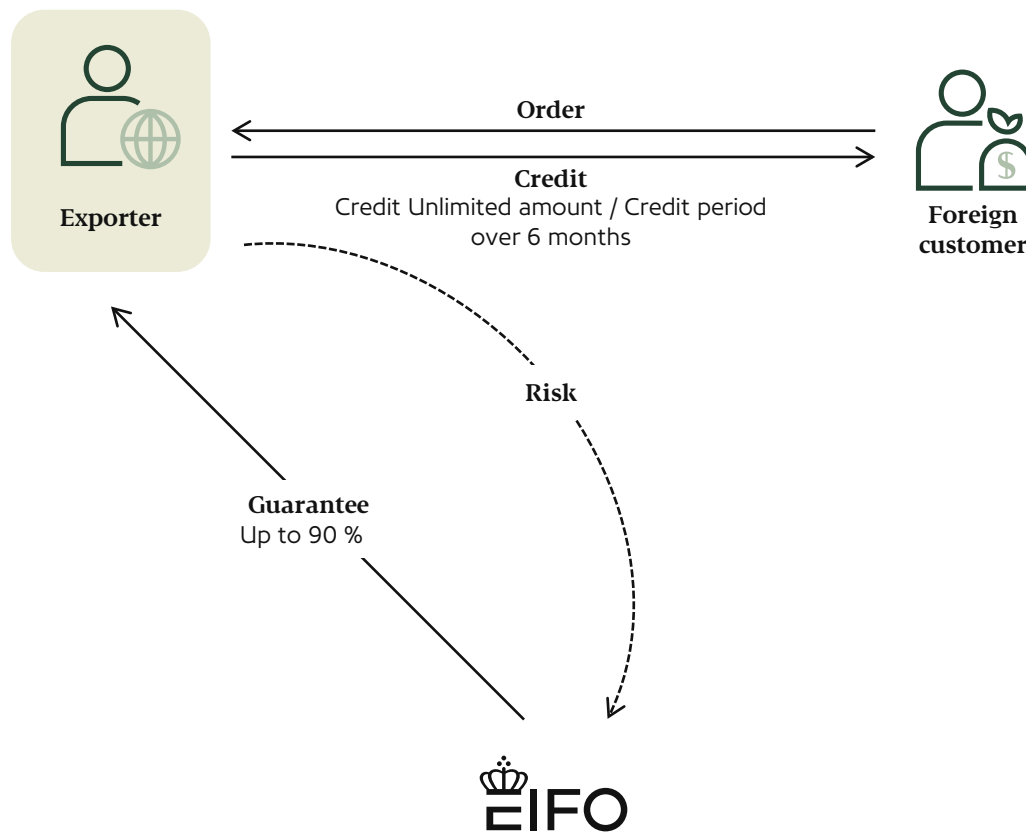 Order
Credit
Credit Unlimited amount / Credit period
over 6 months
Exporter
Foreign
customer
Risk
Guarantee
Up to 90 %
EIFO
$